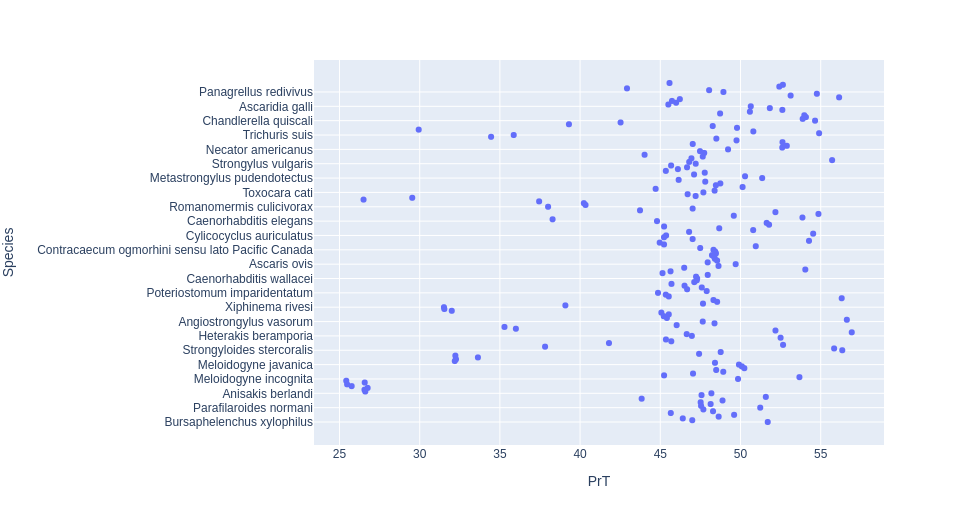 Panagrellus redivivus
Ascaridia galli
Chandlerella quiscali
Trichuris suis
Necator americanus
Strongylus vulgaris
Metastrongylus pudendotectus
Toxocara cati
Romanomermis culicivorax
Caenorhabditis elegans
Cylicocyclus auriculatus
Contracaecum ogmorhini sensu lato Pacific Canada
Ascaris ovis
Caenorhabditis wallacei
Poteriostomum imparidentatum
Xiphinema rivesi
Angiostrongylus vasorum
Heterakis beramporia
Strongyloides stercoralis
Meloidogyne javanica
Meloidogyne incognita
Anisakis berlandi
Parafilaroides normani
Bursaphelenchus xylophilus
Species
25 30 35 40 45 50 55
PrT